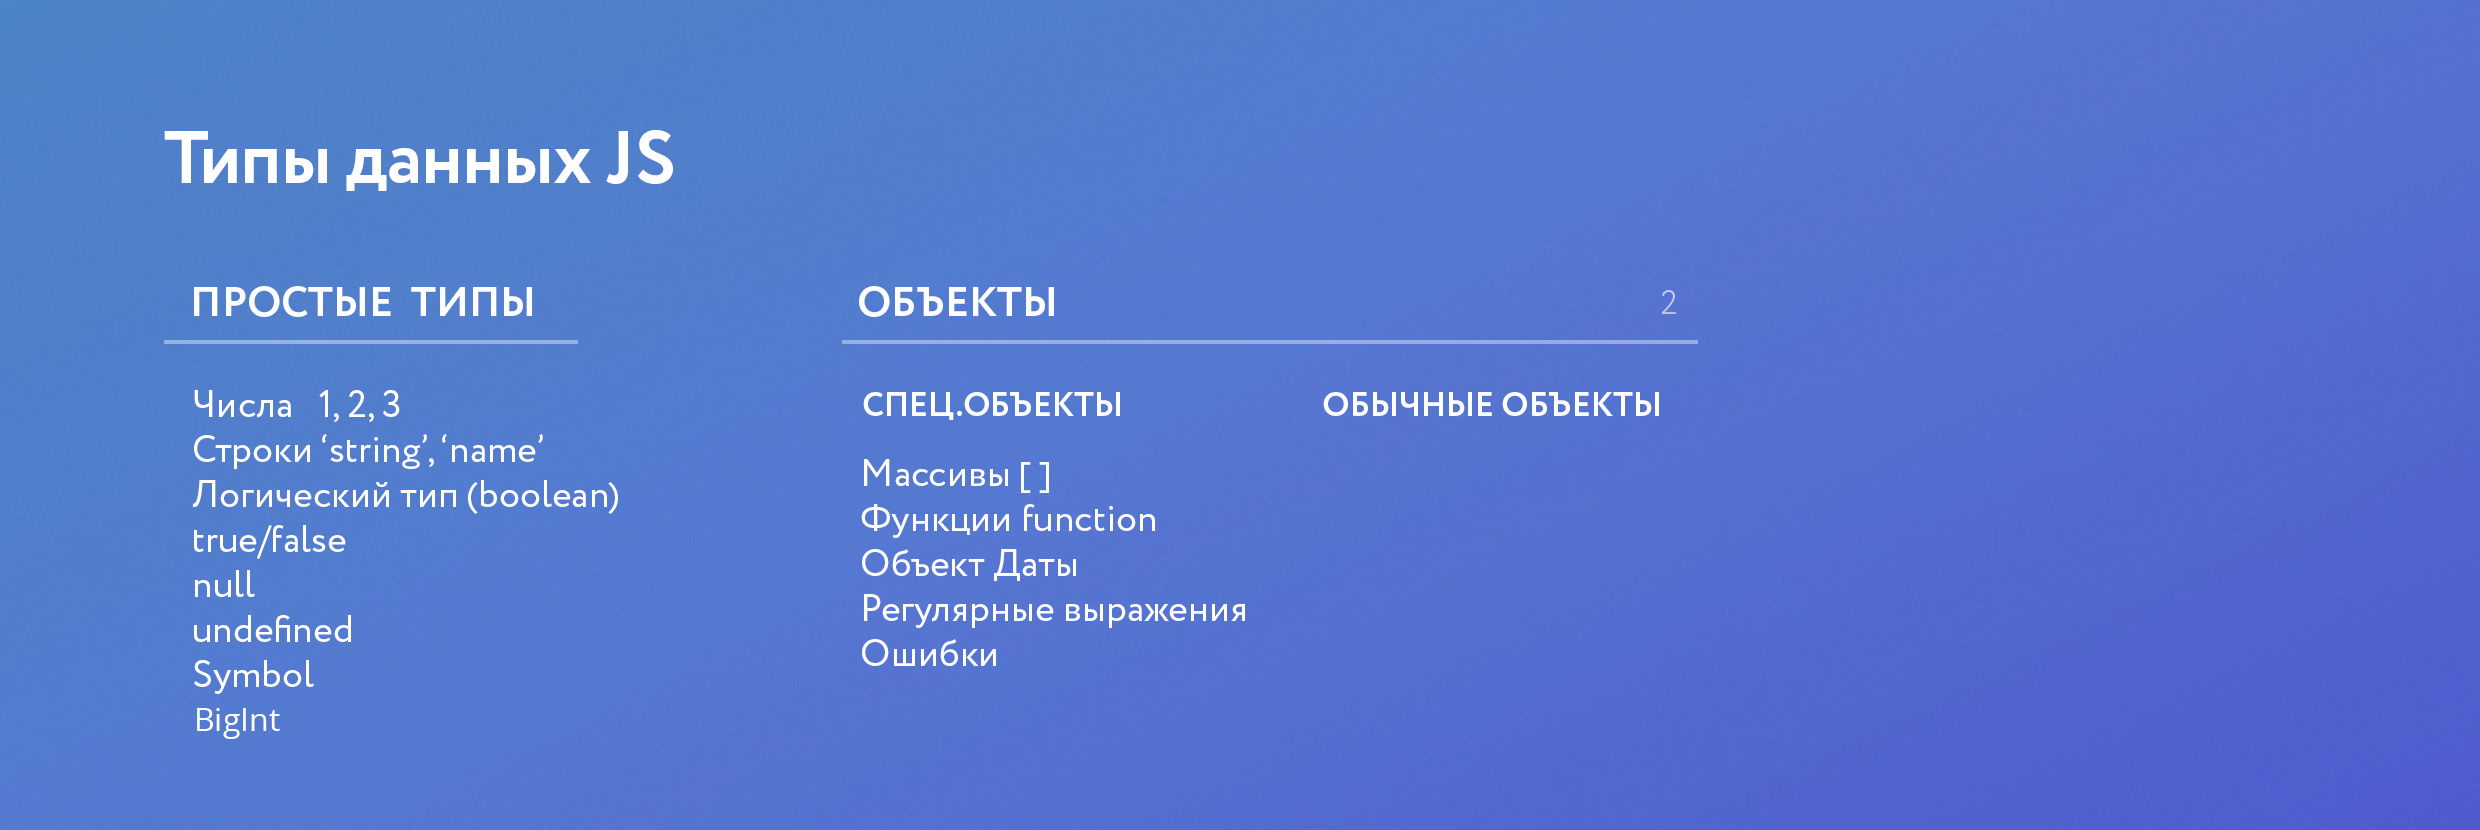 Типы данных JS
ПРОСТЫЕ ТИПЫ
Числа 1, 2, 3
Строки ‘string’, ‘name’
Логический тип (boolean)
true/false
null
undefined
Symbol
BigInt
ОБЪЕКТЫ 2
СПЕЦ.ОБЪЕКТЫ
Массивы [ ]
Функции function
Объект Даты
Регулярные выражения
Ошибки
ОБЫЧНЫЕ ОБЪЕКТЫ